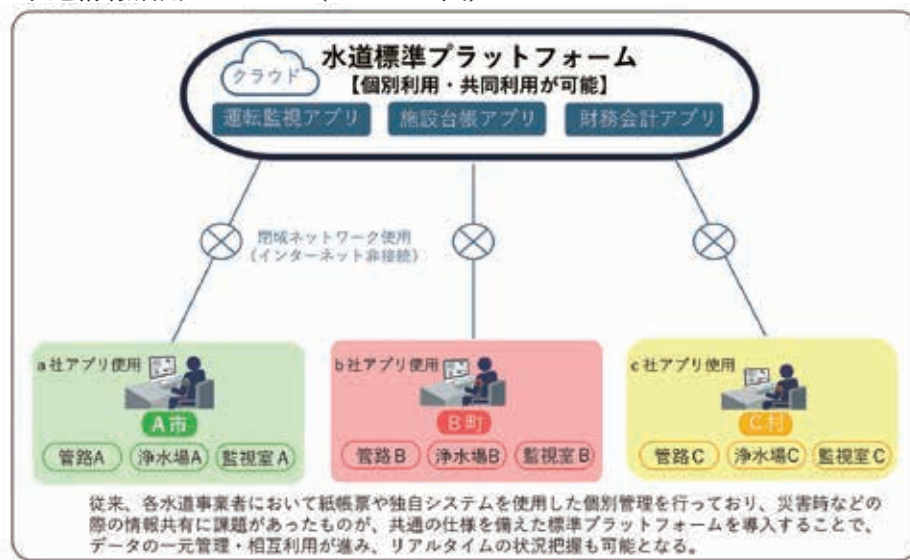 クラウド
水道標準プラットフォーム
【個別利用・共同利用が可能】
運転監視アプリ 施設台帳アプリ 財務会計アプリ
閉域ネットワーク使用
(インターネット非接続)
a社アプリ使用
A市
管路A 浄水場A 監視室A
b社アプリ使用
B町
管路B 浄水場B 監視室B
c社アプリ使用
C村
管路C 浄水場C 監視室C
従来、各水道事業者において紙帳票や独自システムを使用した個別管理を行っており、災害時などの
際の情報共有に課題があったものが、共通の仕様を備えた標準プラットフォームを導入することで、
データの一元管理・相互利用が進み、リアルタイムの状況把握も可能となる。